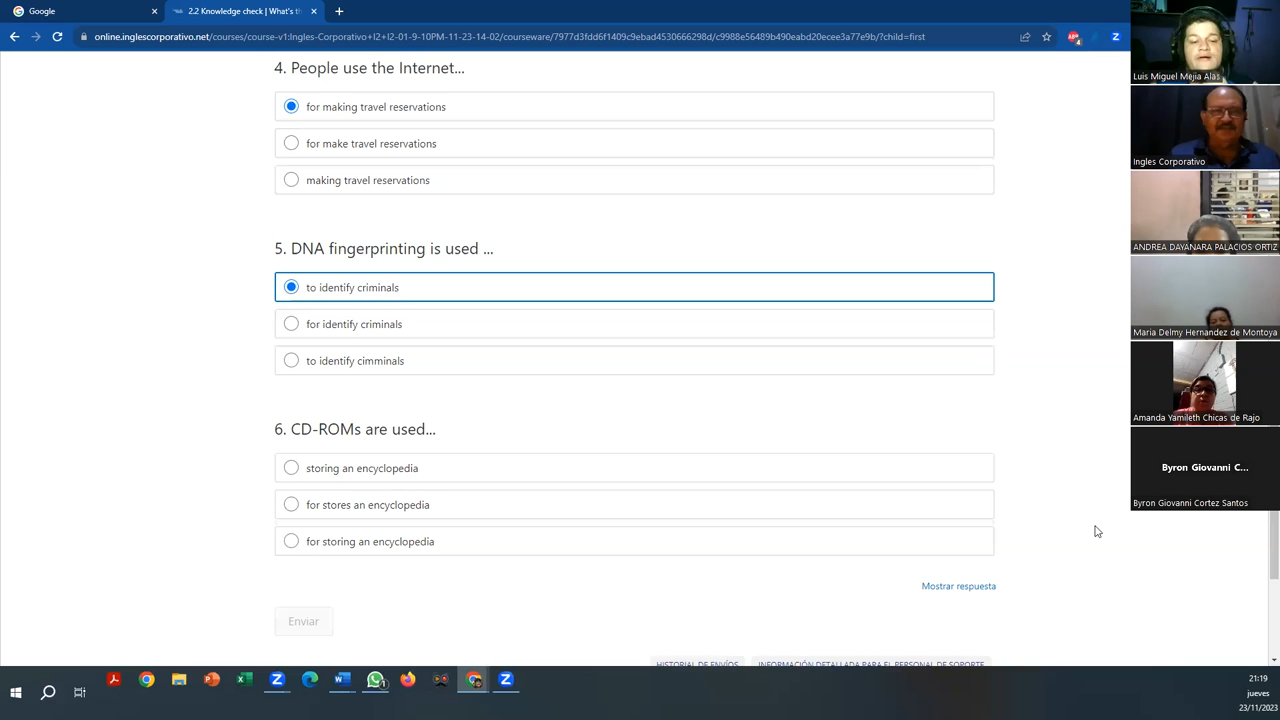 Google
2.2 Knowledge check | What's th
online.inglescorporativo.net/courses/course-v1:Ingles-Corporativo+I2+I2-01-9-10PM-11-23-14-02/courseware/7977d3fdd6f1409c9ebad4530666298d/c9988e56489b490eabd20ecee3a77e9b/?child=first
4. People use the Internet...
for making travel reservations
for make travel reservations
making travel reservations
5. DNA fingerprinting is used ...
to identify criminals
for identify criminals
to identify cimminals
6. CD-ROMs are used...
storing an encyclopedia
for stores an encyclopedia
for storing an encyclopedia
Mostrar respuesta
Enviar
HISTORIAL DE ENVÍOS
INFORMACIÓN DETALLADA PARA EL PERSONAL DE SOPORTE
Luis Miguel Mejia Alas
Ingles Corporativo
ANDREA DAYANARA PALACIOS ORTIZ
Maria Delmy Hernandez de Montoya
Amanda Yamileth Chicas de Rajo
Byron Giovanni C...
Byron Giovanni Cortez Santos
21:19
jueves
23/11/2023